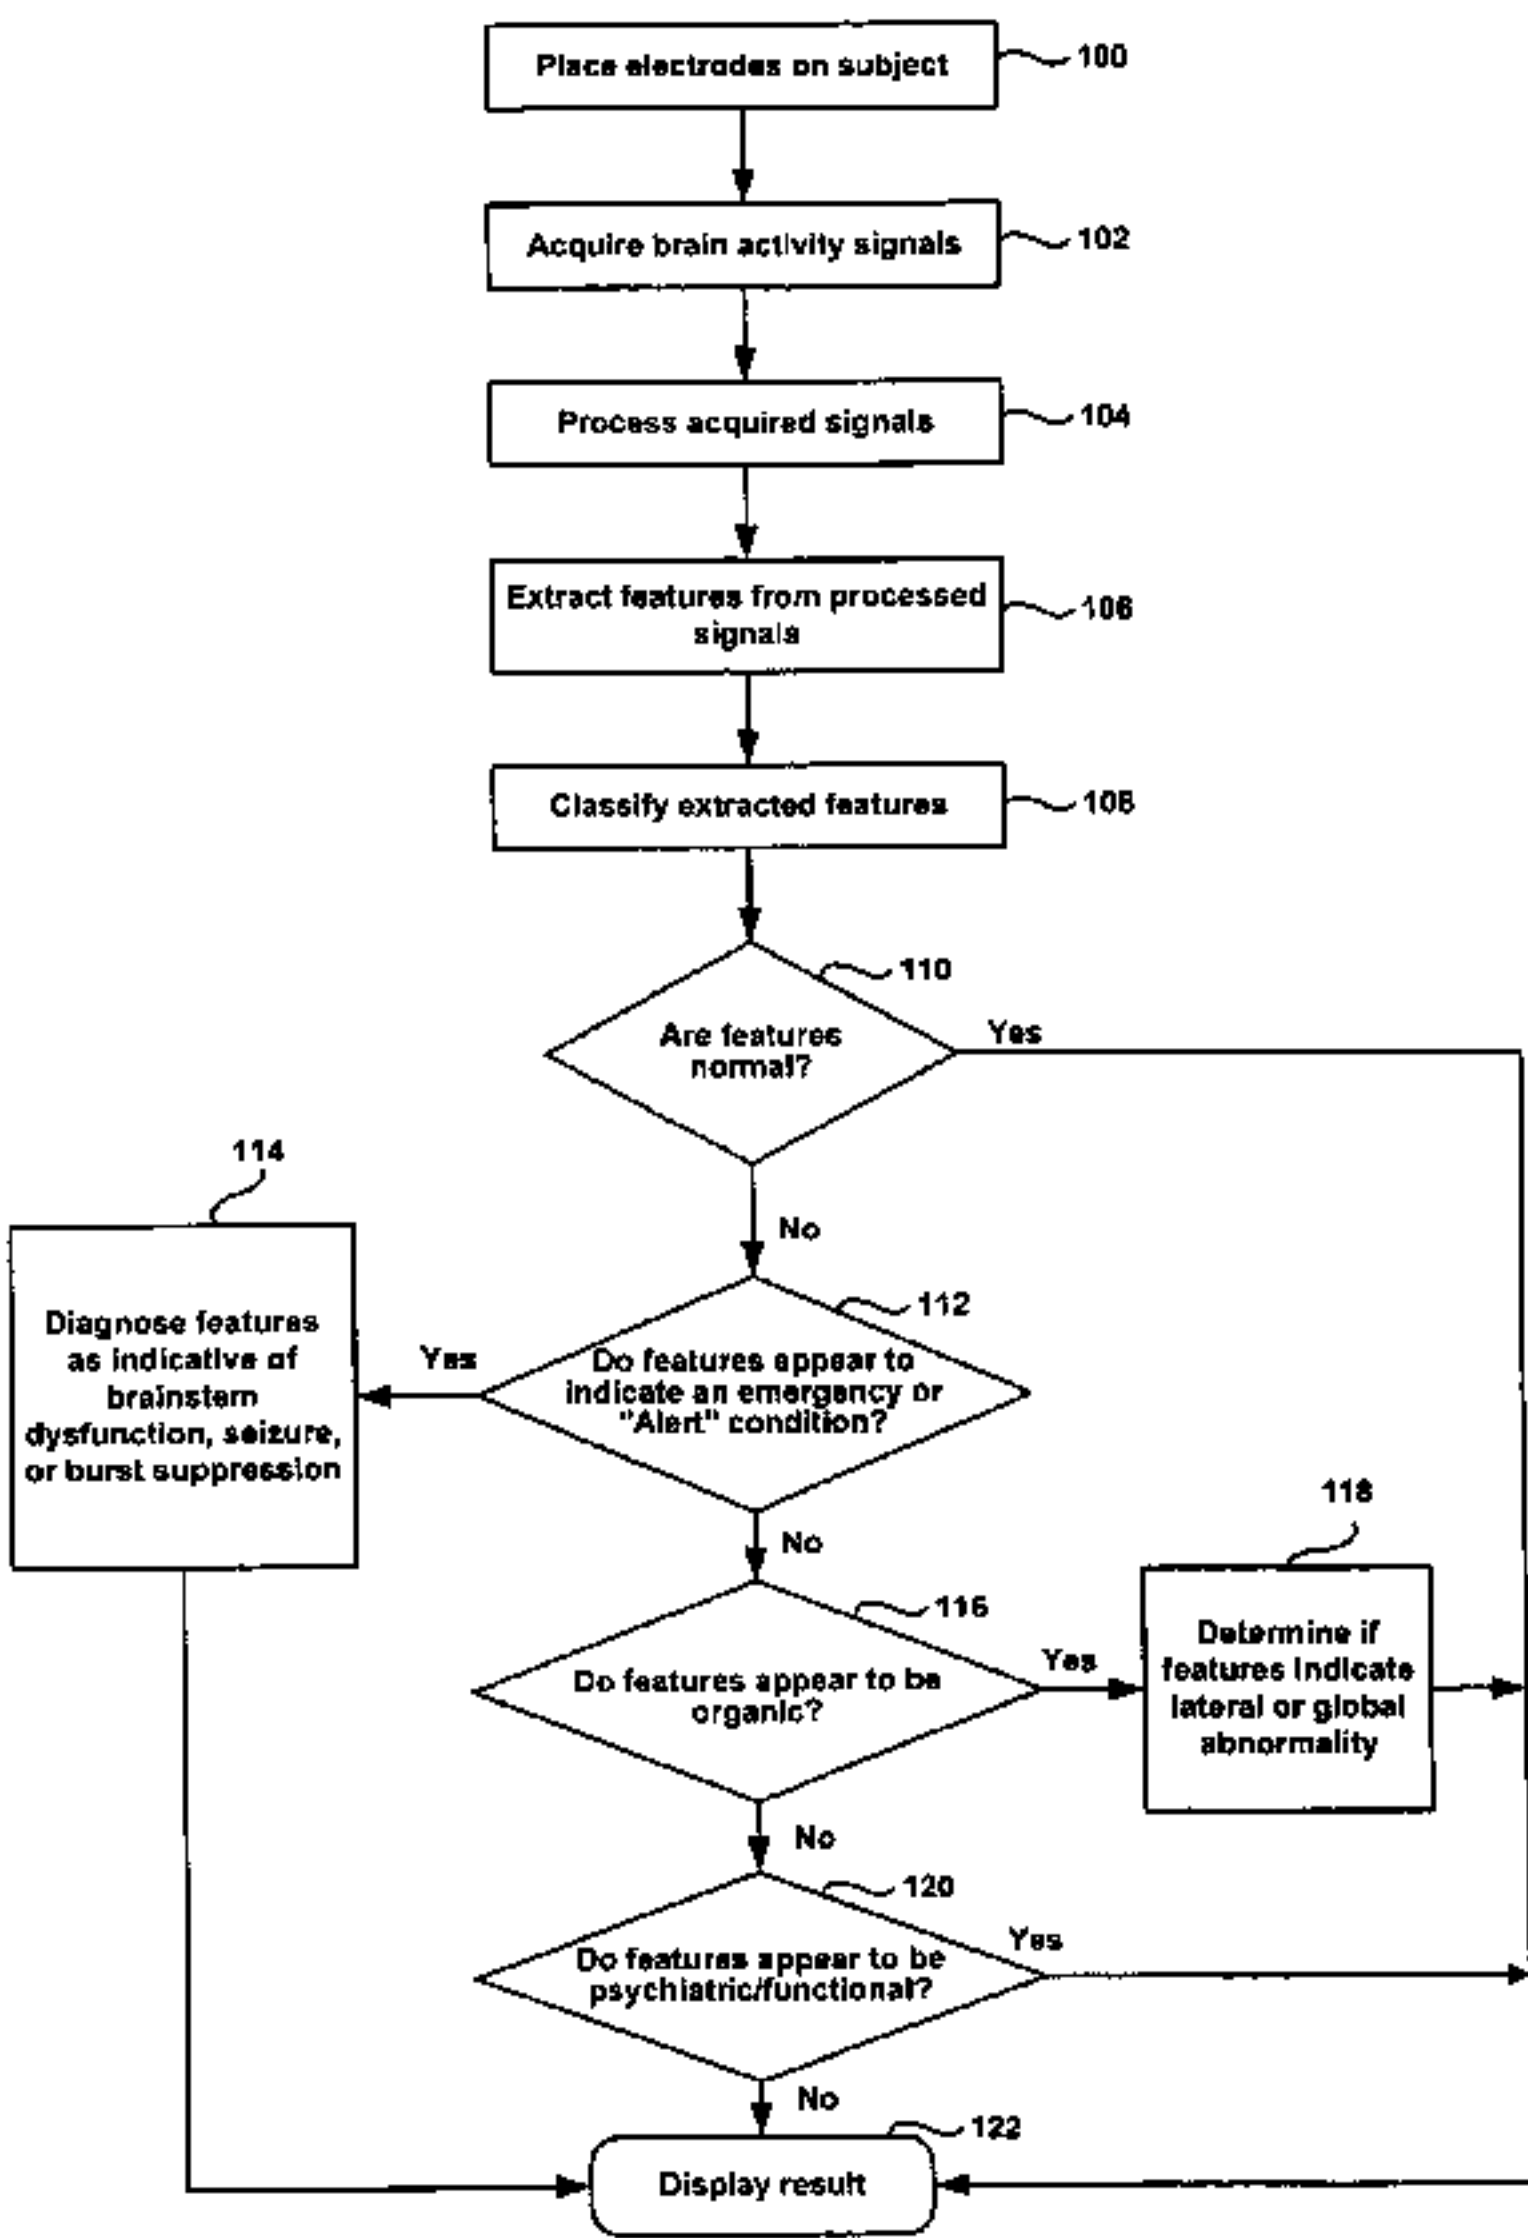 Place electrodes on subject
100
Acquire brain activity signals
102
Process acquired signals
104
Extract features from processed
signals
106
Classify extracted features
108
110
Are features
normal?
Yes
No
114
Diagnose features
as indicative of
brainstem
dysfunction, seizure,
or burst suppression
112
Do features appear to
indicate an emergency or
"Alert" condition?
Yes
No
116
Do features appear to be
organic?
Yes
118
Determine if
features indicate
lateral or global
abnormality
No
120
Do features appear to be
psychiatric/functional?
Yes
No
122
Display result